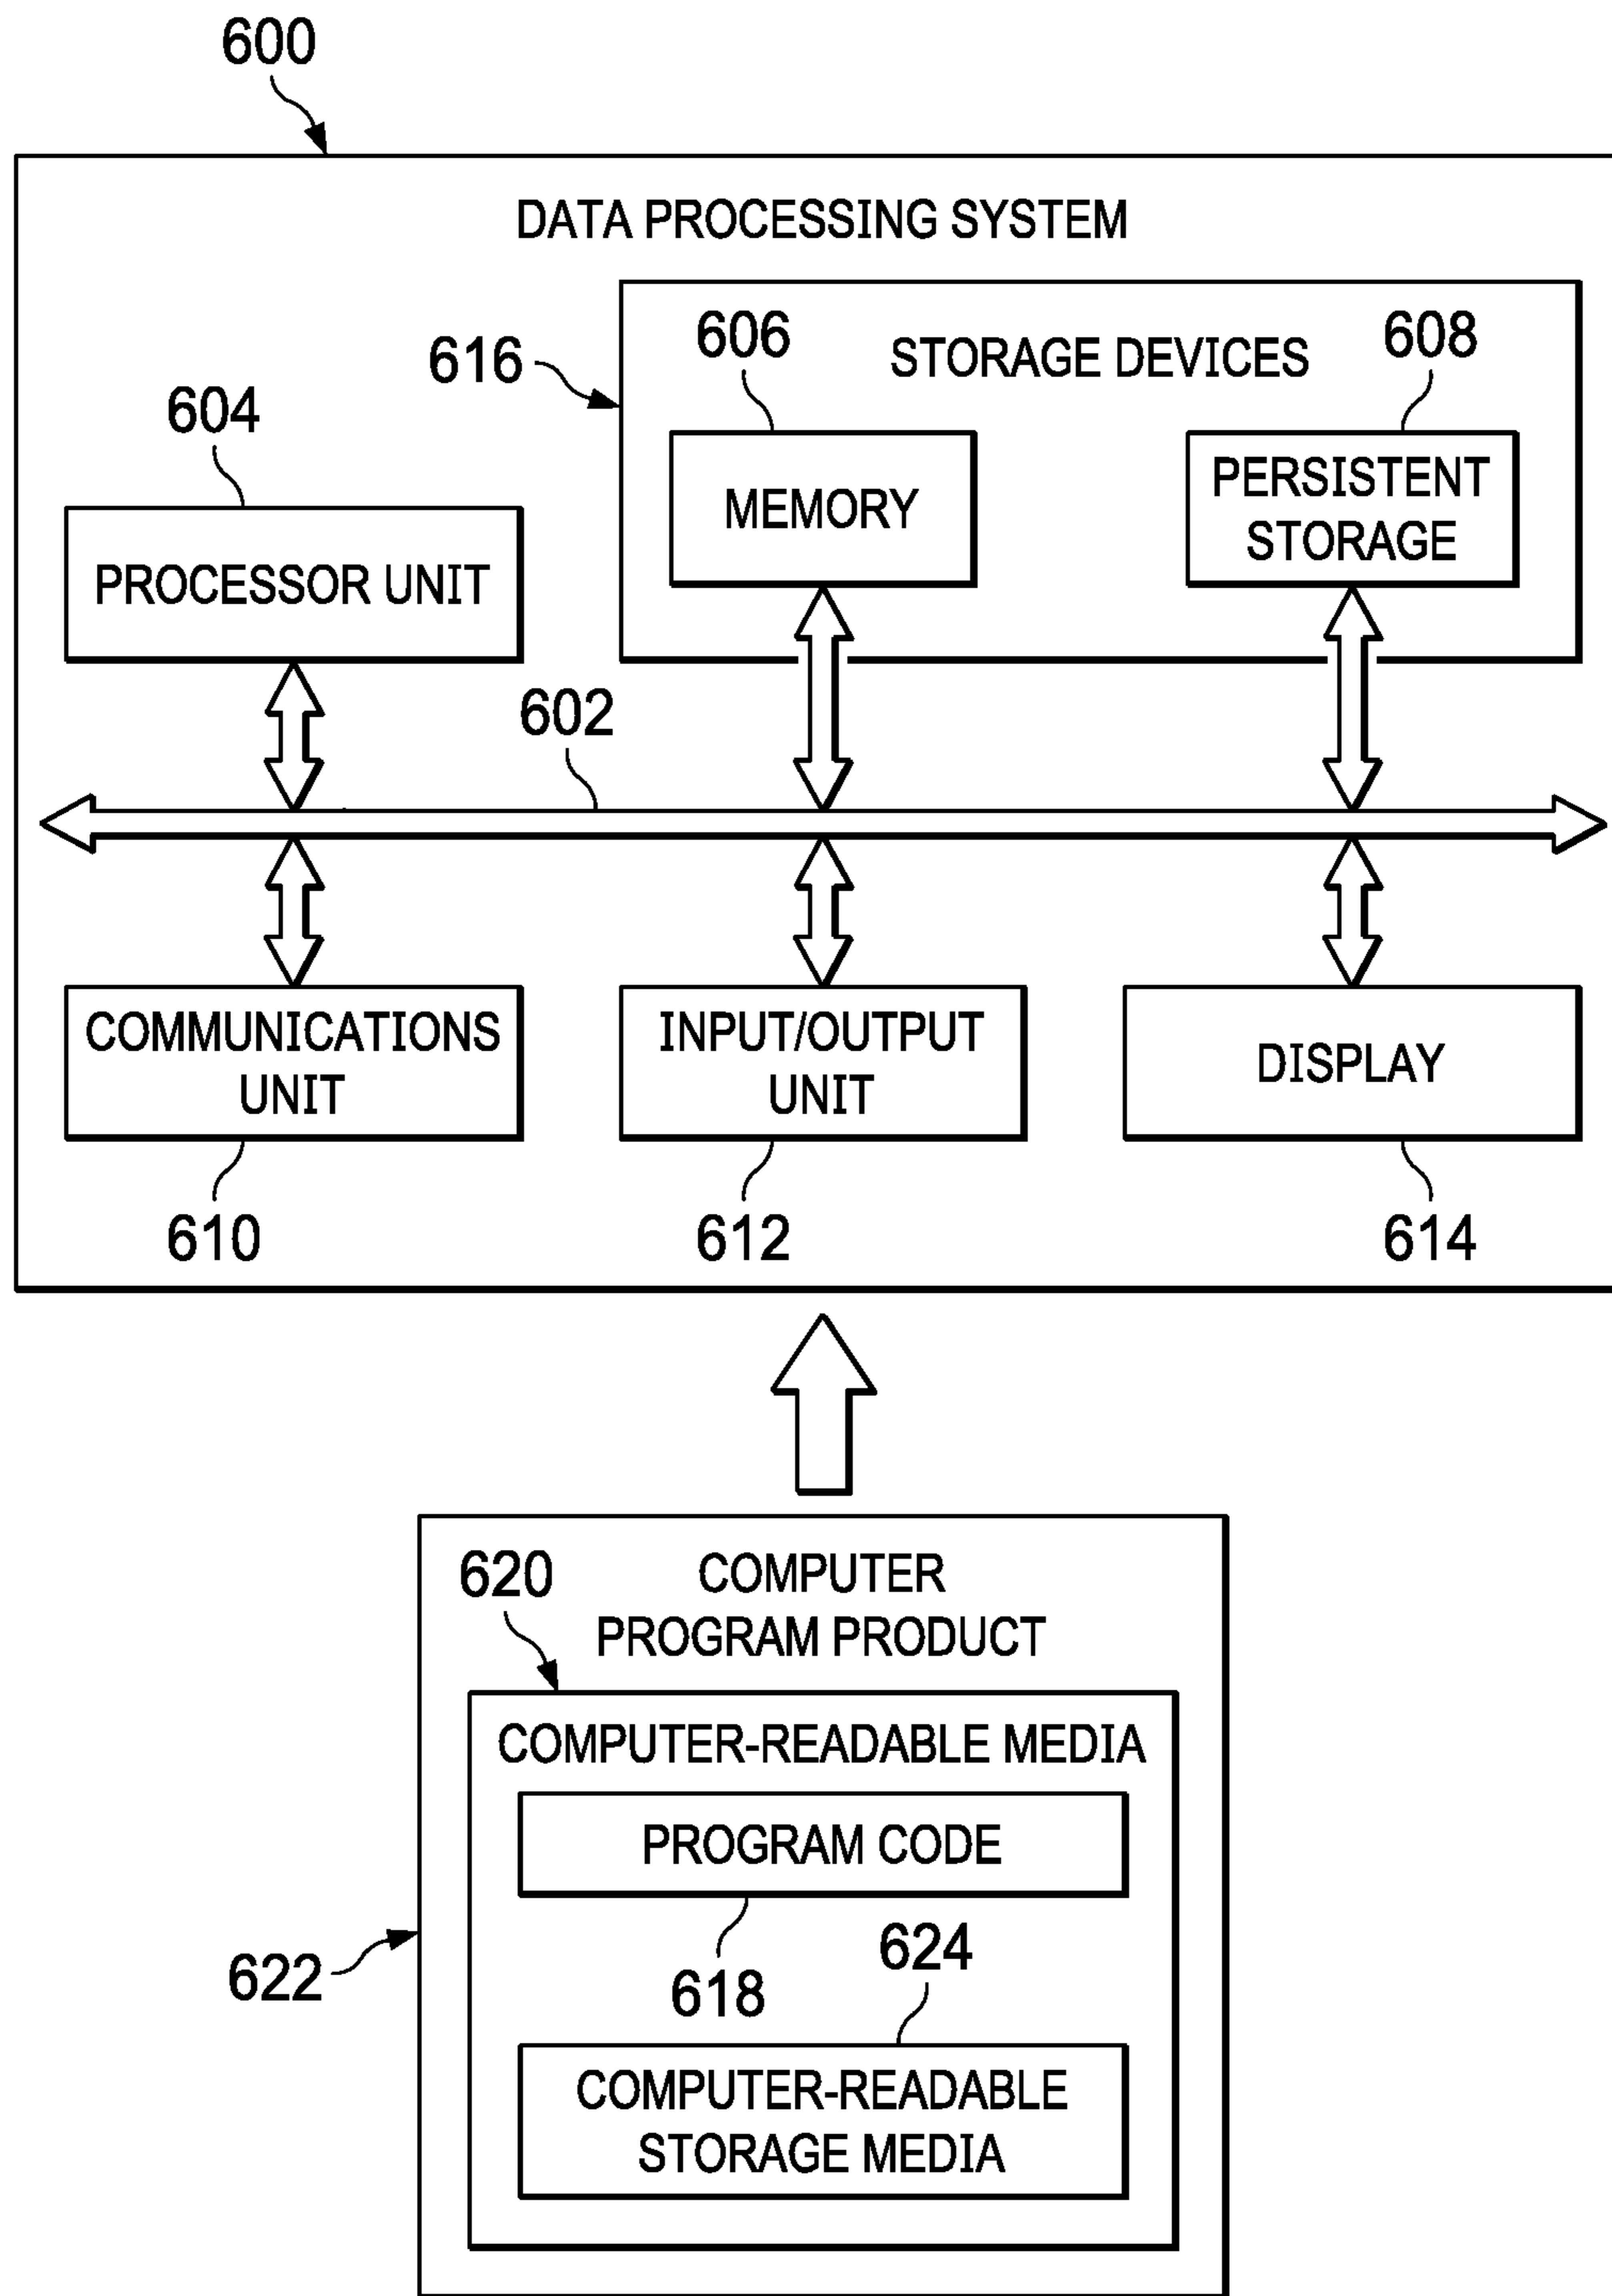 600
DATA PROCESSING SYSTEM
616
606
STORAGE DEVICES
608
604
MEMORY
PERSISTENT
STORAGE
PROCESSOR UNIT
602
COMMUNICATIONS
UNIT
INPUT/OUTPUT
UNIT
DISPLAY
610
612
614
620
COMPUTER
PROGRAM PRODUCT
COMPUTER-READABLE MEDIA
PROGRAM CODE
622
618
624
COMPUTER-READABLE
STORAGE MEDIA